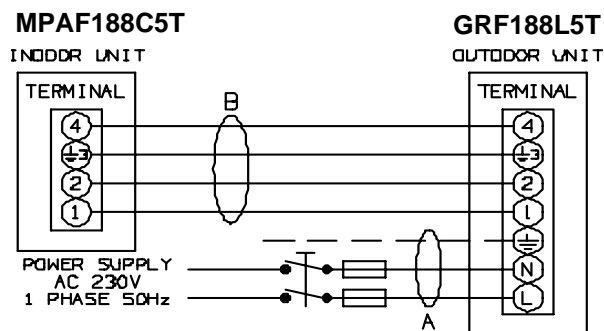 MPAF188C5T GRF188L5T
INDOOR UNIT OUTDOOR UNIT
TERMINAL TERMINAL
B
4 4
3 3
2 2
1 1
POWER SUPPLY N
AC 230V
1 PHASE 50Hz L
A